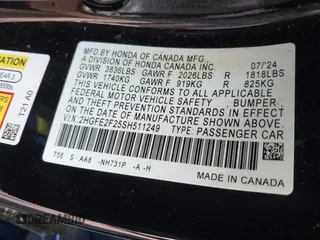 MFD. BY HONDA OF CANADA MFG.,
A DIVISION OF HONDA CANADA INC. 07/'24
GVWR 3836LBS GAWR F 2026LBS R 1818LBS
GVWR 1740KG GAWR F 919KG R 825KG
THIS VEHICLE CONFORMS TO ALL APPLICABLE
FEDERAL MOTOR VEHICLE SAFETY, BUMPER,
AND THEFT PREVENTION STANDARDS IN EFFECT
ON THE DATE OF MANUFACTURE SHOWN ABOVE.
V.I.N. 2HGFE2F25SH511249 TYPE: PASSENGER CAR
T56 S AA8 -NH731P -A -H
MADE IN CANADA
T21 A0